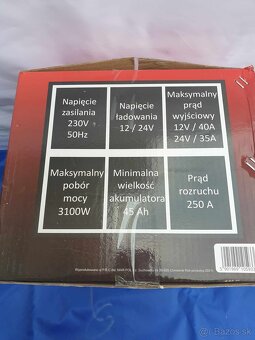 Napięcie
zasilania
230V
50Hz
Napięcie
ładowania
12 / 24V
Maksymalny
prąd
wyjściowy
12V / 40A
24V / 35A
Maksymalny
pobór
mocy
3100W
Minimalna
wielkość
akumulatora
45 Ah
Prąd
rozruchu
250 A
bazos.sk